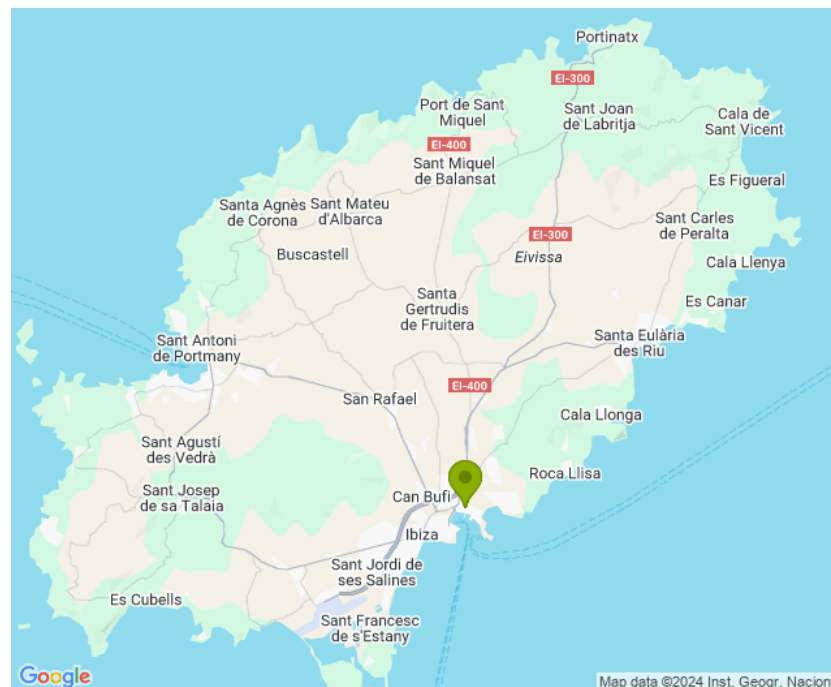 Portinatx
EI-300
Port de Sant
Miquel
Sant Joan
de Labritja
Cala de
Sant Vicent
EI-400
Sant Miquel
de Balansat
Es Figueral
Santa Agnès
de Corona
Sant Mateu
d'Albarca
Sant Carles
de Peralta
EI-300
Buscastell
Eivissa
Cala Llenya
Santa
Gertrudis
de Fruitera
Es Canar
Sant Antoni
de Portmany
Santa Eulària
des Riu
EI-400
San Rafael
Cala Llonga
Sant Agustí
des Vedrà
Roca Llisa
Sant Josep
de sa Talaia
Can Bufí
Ibiza
Sant Jordi de
ses Salines
Es Cubells
Sant Francesc
de s'Estany
Google
Map data ©2024 Inst. Geogr. Nacion